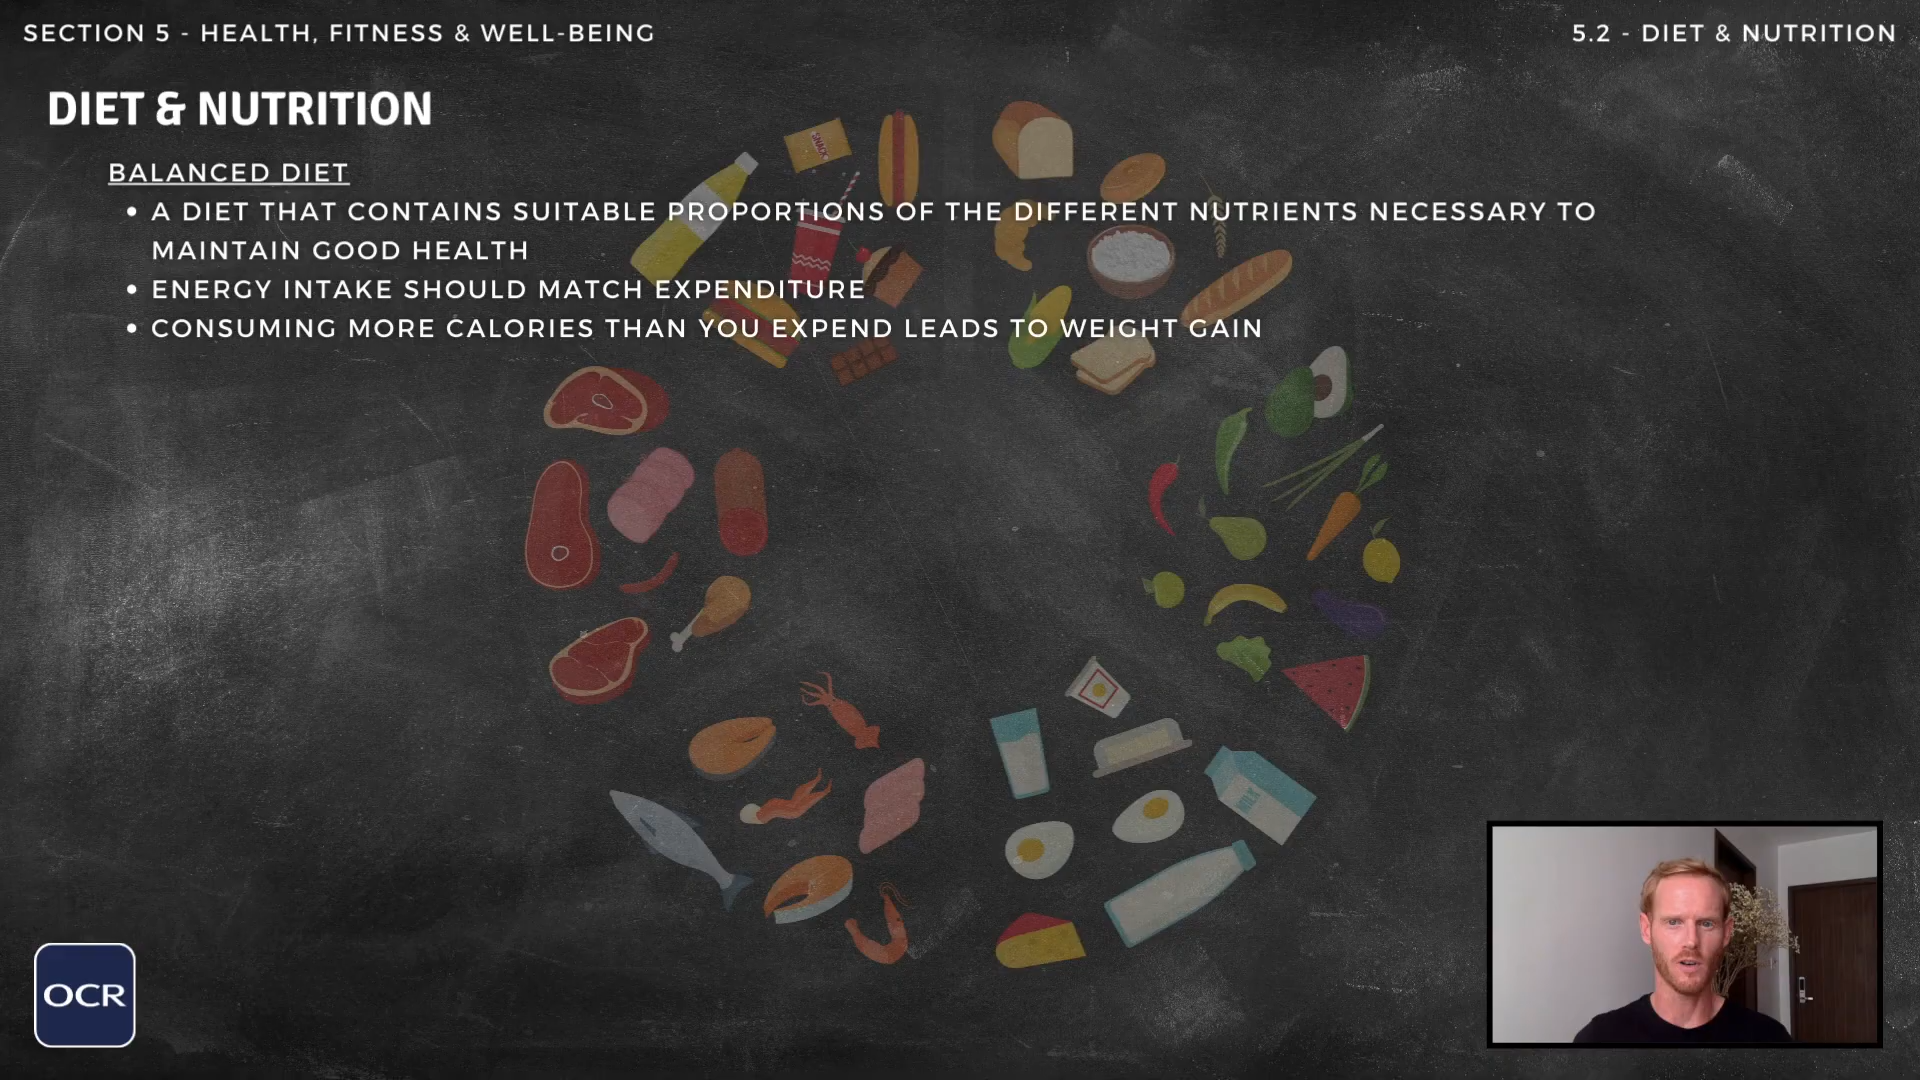 SECTION 5 - HEALTH, FITNESS & WELL-BEING
5.2 - DIET & NUTRITION
DIET & NUTRITION
BALANCED DIET
• A DIET THAT CONTAINS SUITABLE PROPORTIONS OF THE DIFFERENT NUTRIENTS NECESSARY TO
MAINTAIN GOOD HEALTH
• ENERGY INTAKE SHOULD MATCH EXPENDITURE
• CONSUMING MORE CALORIES THAN YOU EXPEND LEADS TO WEIGHT GAIN
SNACK
MILK
OCR